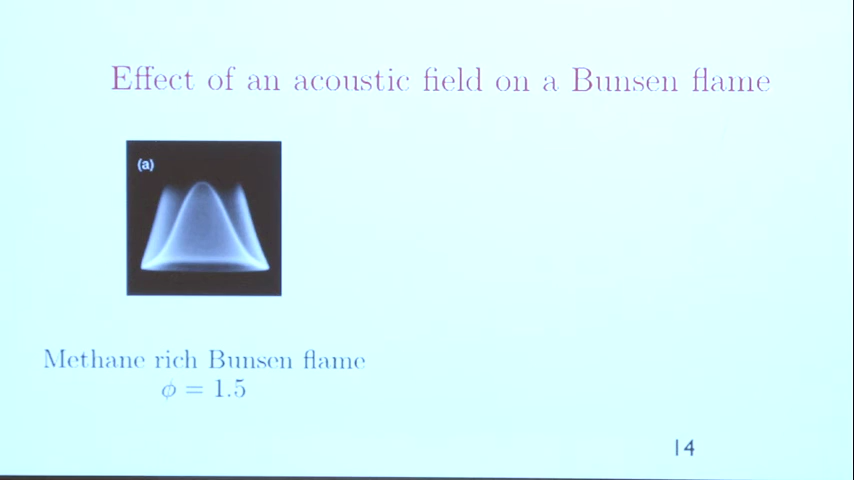 Effect of an acoustic field on a Bunsen flame
(a)
Methane rich Bunsen flame
ϕ = 1.5
14